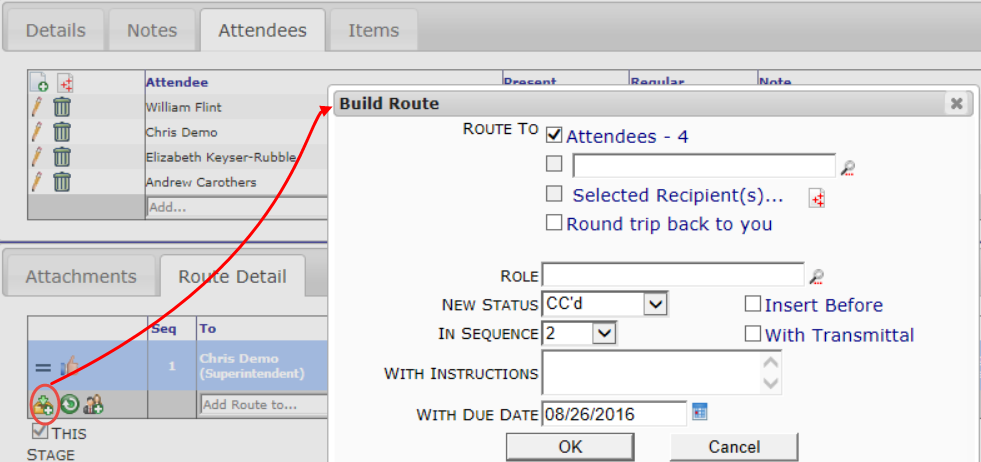 Details Notes Attendees Items
Attendee Present Regular Note
William Flint
Chris Demo
Elizabeth Keyser-Rubble
Andrew Carothers
Add...
Build Route
ROUTE TO Attendees - 4
Selected Recipient(s)...
Round trip back to you
ROLE
NEW STATUS CC'd Insert Before
IN SEQUENCE 2 With Transmittal
WITH INSTRUCTIONS
WITH DUE DATE 08/26/2016
OK Cancel
Attachments Route Detail
Seq To
1 Chris Demo
(Superintendent)
Add Route to...
THIS
STAGE